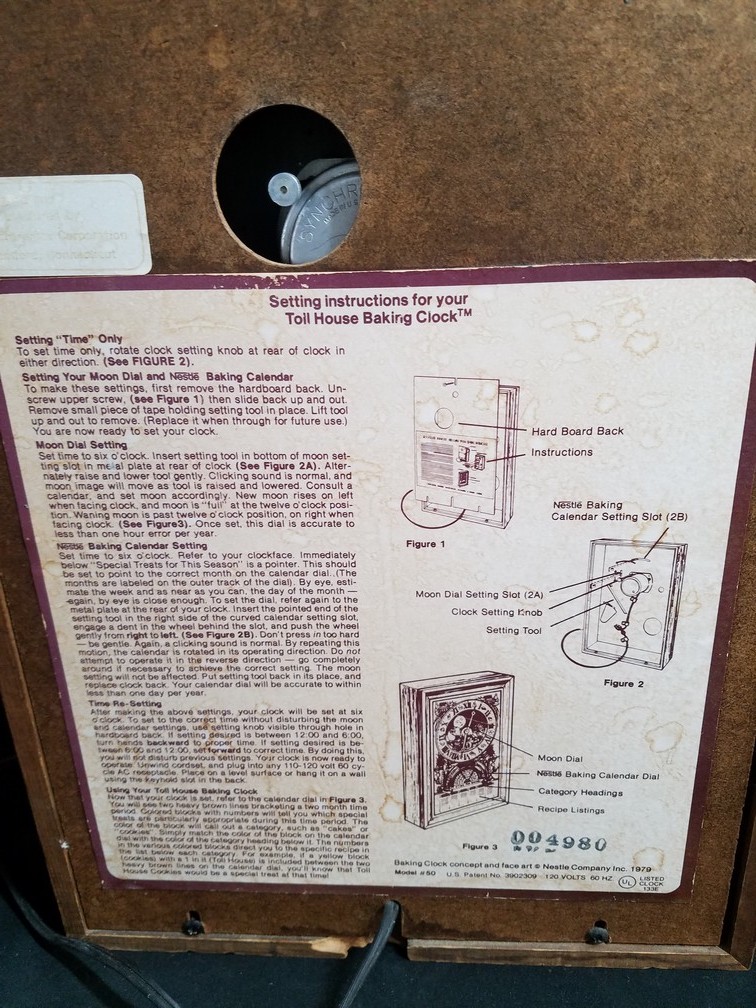 SYNCHR
Corporation
Connecticut
Setting instructions for your
Toll House Baking Clock™
Setting "Time" Only
To set time only, rotate clock setting knob at rear of clock in
either direction. (See FIGURE 2).
Setting Your Moon Dial and Nestlé Baking Calendar
To make these settings, first remove the hardboard back. Un-
screw upper screw, (see Figure 1) then slide back up and out.
Remove small piece of tape holding setting tool in place. Lift tool
up and out to remove. (Replace it when through for future use.)
You are now ready to set your clock.
Moon Dial Setting
Set time to six o'clock. Insert setting tool in bottom of moon set-
ting slot in metal plate at rear of clock (See Figure 2A). Alter-
nately raise and lower tool gently. Clicking sound is normal, and
moon image will move as tool is raised and lowered. Consult a
calendar, and set moon accordingly. New moon rises on left
when facing clock, and moon is "full" at the twelve o'clock posi-
tion. Waning moon is past twelve o'clock position, on right when
facing clock. (See Figure3). Once set, this dial is accurate to
less than one hour error per year.
Nestlé Baking Calendar Setting
Set time to six o'clock. Refer to your clockface. Immediately
below "Special Treats for This Season" is a pointer. This should
be set to point to the correct month on the calendar dial. (The
months are labeled on the outer track of the dial). By eye, esti-
mate the week and as near as you can, the day of the month —
again, by eye is close enough. To set the dial, refer again to the
metal plate at the rear of your clock. Insert the pointed end of the
setting tool in the right side of the curved calendar setting slot,
engage a dent in the wheel behind the slot, and push the wheel
gently from right to left. (See Figure 2B). Don't press in too hard
— be gentle. Again, a clicking sound is normal. By repeating this
motion, the calendar is rotated in its operating direction. Do not
attempt to operate it in the reverse direction — go completely
around if necessary to achieve the correct setting. The moon
setting will not be affected. Put setting tool back in its place, and
replace clock back. Your calendar dial will be accurate to within
less than one day per year.
Time Re-Setting
After making the above settings, your clock will be set at six
o'clock. To set to the correct time without disturbing the moon
and calendar settings, use setting knob visible through hole in
hardboard back. If setting desired is between 12:00 and 6:00,
turn hands backward to proper time. If setting desired is be-
tween 6:00 and 12:00, set forward to correct time. By doing this,
you will not disturb previous settings. Your clock is now ready to
operate. Unwind cordset, and plug into any 110-120 volt 60 cy-
cle AC receptacle. Place on a level surface or hang it on a wall
using the keyhole slot in the back.
Using Your Toll House Baking Clock
Now that your clock is set, refer to the calendar dial in Figure 3.
You will see two heavy brown lines bracketing a two month time
period. Colored blocks with numbers will tell you which special
treats are particularly appropriate during this time period. The
color of the block will call out a category, such as "cakes" or
"cookies". Simply match the color of the block on the calendar
dial with the color of the category heading below it. The numbers
in the various colored blocks direct you to the specific recipe in
the list below each category. For example, if a yellow block
(cookies) with a 1 in it (Toll House) is included between the two
heavy brown lines on the calendar dial, you'll know that Toll
House Cookies would be a special treat at that time!
Hard Board Back
Instructions
Figure 1
Nestlé Baking
Calendar Setting Slot (2B)
Moon Dial Setting Slot (2A)
Clock Setting Knob
Setting Tool
Figure 2
Moon Dial
Nestlé Baking Calendar Dial
Category Headings
Recipe Listings
Figure 3
004980
Baking Clock concept and face art © Nestle Company Inc. 1979
Model #50 U.S. Patent No. 3902309 120 VOLTS 60 HZ
UL LISTED
CLOCK
133E